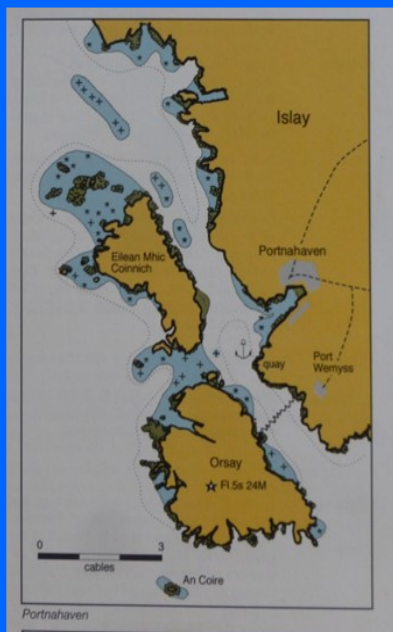 Islay
Portnahaven
Eilean Mhic
Coinnich
quay
Port
Wemyss
Orsay
Fl.5s 24M
0
3
cables
An Coire
Portnahaven